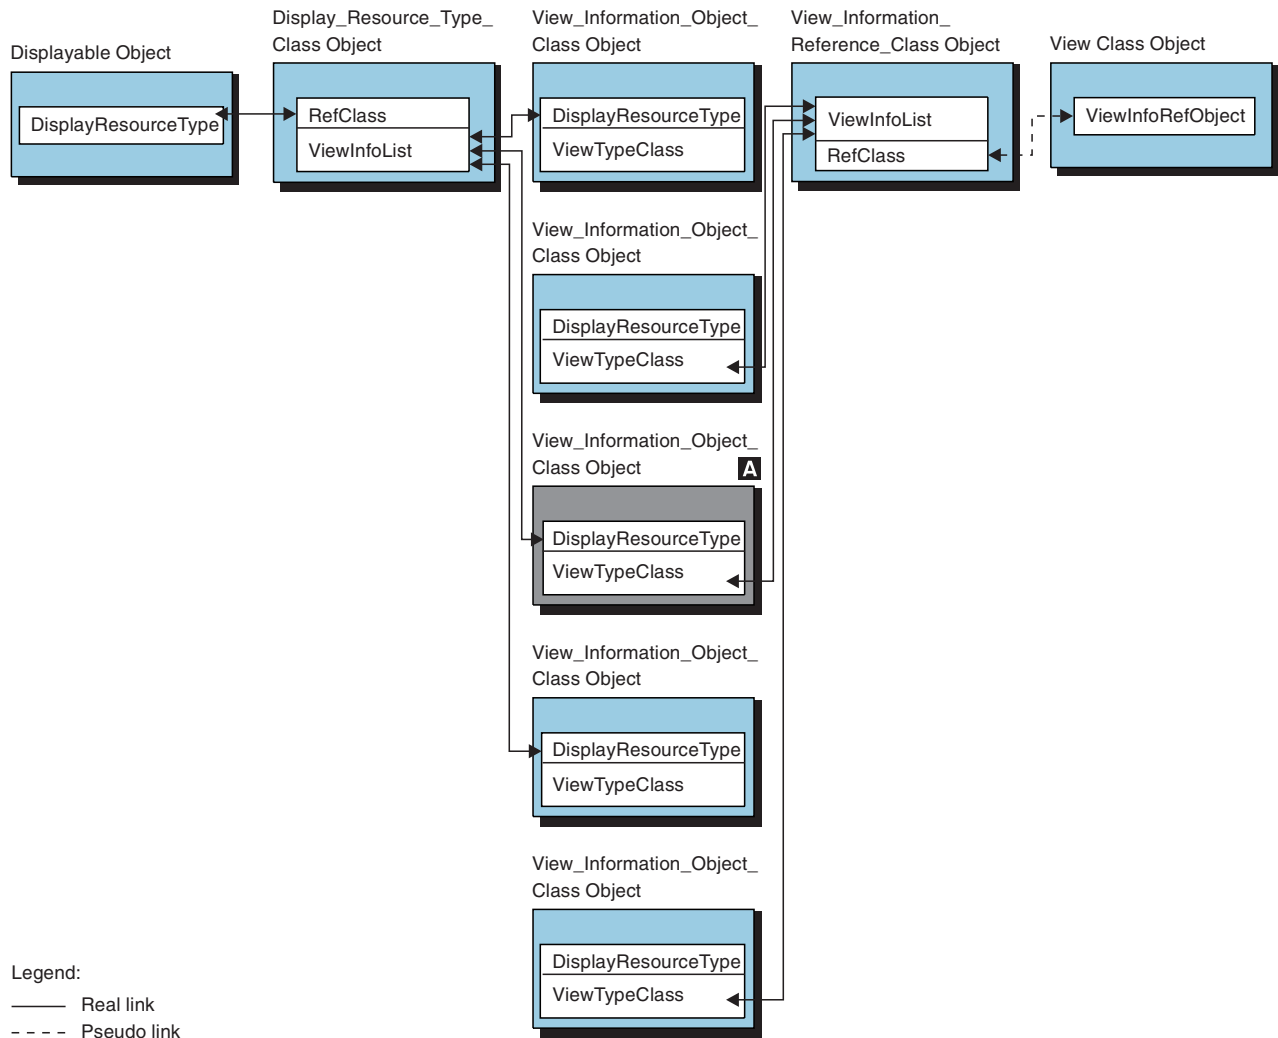 Displayable Object
DisplayResourceType
Display_Resource_Type_
Class Object
RefClass
ViewInfoList
View_Information_Object_
Class Object
DisplayResourceType
ViewTypeClass
View_Information_
Reference_Class Object
ViewInfoList
RefClass
View Class Object
ViewInfoRefObject
View_Information_Object_
Class Object
DisplayResourceType
ViewTypeClass
View_Information_Object_
Class Object
A
DisplayResourceType
ViewTypeClass
View_Information_Object_
Class Object
DisplayResourceType
ViewTypeClass
View_Information_Object_
Class Object
DisplayResourceType
ViewTypeClass
Legend:
Real link
Pseudo link